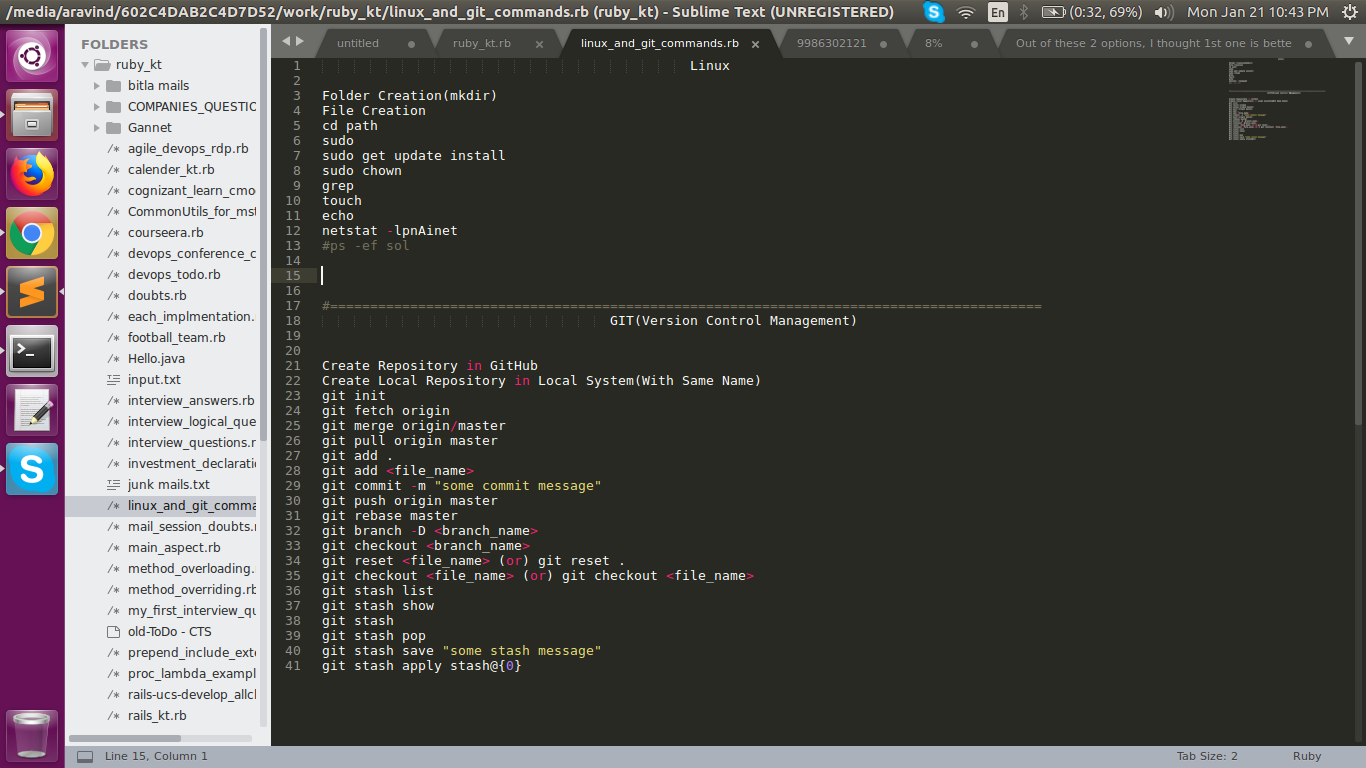 /media/aravind/602C4DAB2C4D7D52/work/ruby_kt/linux_and_git_commands.rb (ruby_kt) - Sublime Text (UNREGISTERED)
En
(0:32, 69%)
Mon Jan 21 10:43 PM
FOLDERS
ruby_kt
bitla mails
COMPANIES_QUESTIC
Gannet
/* agile_devops_rdp.rb
/* calender_kt.rb
/* cognizant_learn_cmo
/* CommonUtils_for_mst
/* courseera.rb
/* devops_conference_c
/* devops_todo.rb
/* doubts.rb
/* each_implmentation.
/* football_team.rb
/* Hello.java
input.txt
/* interview_answers.rb
/* interview_logical_que
/* interview_questions.r
/* investment_declarati
junk mails.txt
/* linux_and_git_comma
/* mail_session_doubts.r
/* main_aspect.rb
/* method_overloading.
/* method_overriding.rb
/* my_first_interview_qu
old-ToDo - CTS
/* prepend_include_exte
/* proc_lambda_exampl
/* rails-ucs-develop_allcl
/* rails_kt.rb
untitled
ruby_kt.rb
linux_and_git_commands.rb
9986302121
8%
Out of these 2 options, I thought 1st one is bette
1 Linux
2
3 Folder Creation(mkdir)
4 File Creation
5 cd path
6 sudo
7 sudo get update install
8 sudo chown
9 grep
10 touch
11 echo
12 netstat -lpnAinet
13 #ps -ef sol
14
15
16
17 #=========================================================================================
18 GIT(Version Control Management)
19
20
21 Create Repository in GitHub
22 Create Local Repository in Local System(With Same Name)
23 git init
24 git fetch origin
25 git merge origin/master
26 git pull origin master
27 git add .
28 git add <file_name>
29 git commit -m "some commit message"
30 git push origin master
31 git rebase master
32 git branch -D <branch_name>
33 git checkout <branch_name>
34 git reset <file_name> (or) git reset .
35 git checkout <file_name> (or) git checkout <file_name>
36 git stash list
37 git stash show
38 git stash
39 git stash pop
40 git stash save "some stash message"
41 git stash apply stash@{0}
Line 15, Column 1
Tab Size: 2
Ruby